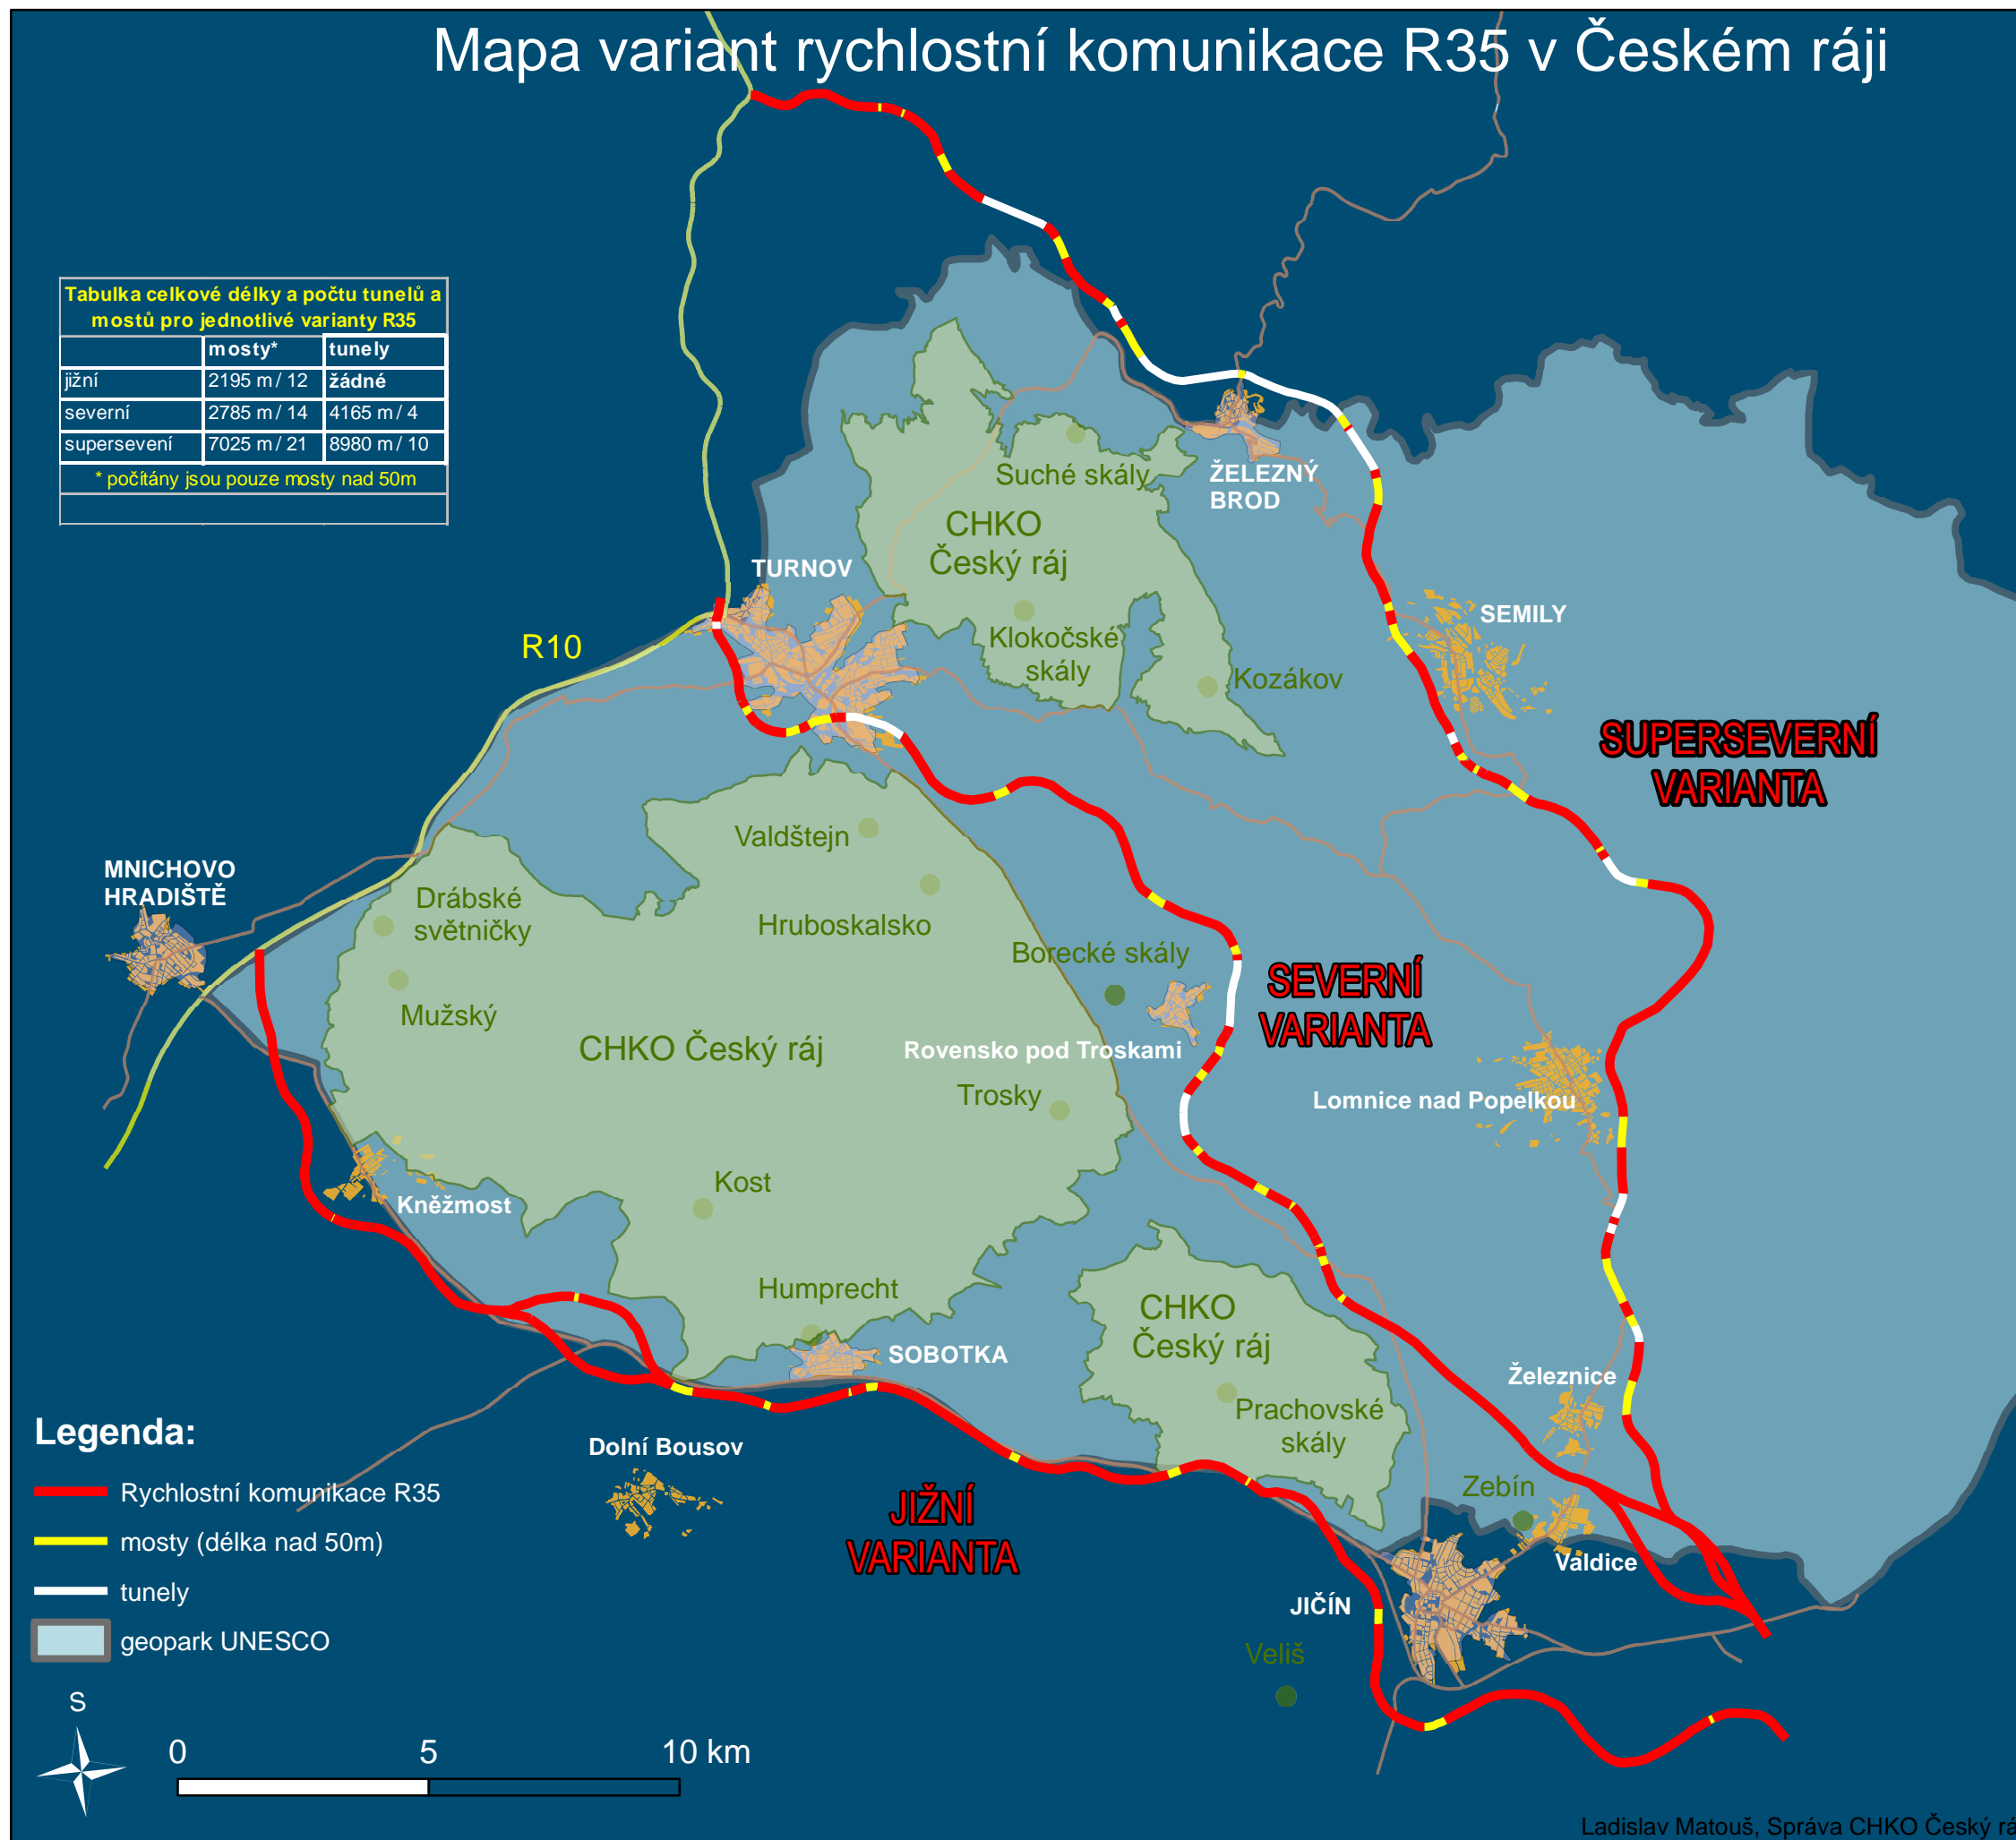 Mapa variant rychlostní komunikace R35 v Českém ráji
Tabulka celkové délky a počtu tunelů a
mostů pro jednotlivé varianty R35
mosty* tunely
jižní 2195 m / 12 žádné
severní 2785 m / 14 4165 m / 4
supersevení 7025 m / 21 8980 m / 10
* počítány jsou pouze mosty nad 50m
Suché skály
ŽELEZNÝ
BROD
CHKO
Český ráj
TURNOV
SEMILY
R10
Klokočské
skály
Kozákov
SUPERSEVERNÍ
VARIANTA
Valdštejn
MNICHOVO
HRADIŠTĚ
Drábské
světničky
Hruboskalsko
Borecké skály
SEVERNÍ
VARIANTA
Mužský
CHKO Český ráj
Rovensko pod Troskami
Trosky
Lomnice nad Popelkou
Kost
Kněžmost
Humprecht
CHKO
Český ráj
SOBOTKA
Železnice
Prachovské
skály
Dolní Bousov
Zebín
JIŽNÍ
VARIANTA
Valdice
JIČÍN
Veliš
Legenda:
Rychlostní komunikace R35
mosty (délka nad 50m)
tunely
geopark UNESCO
S
0 5 10 km
Ladislav Matouš, Správa CHKO Český rá